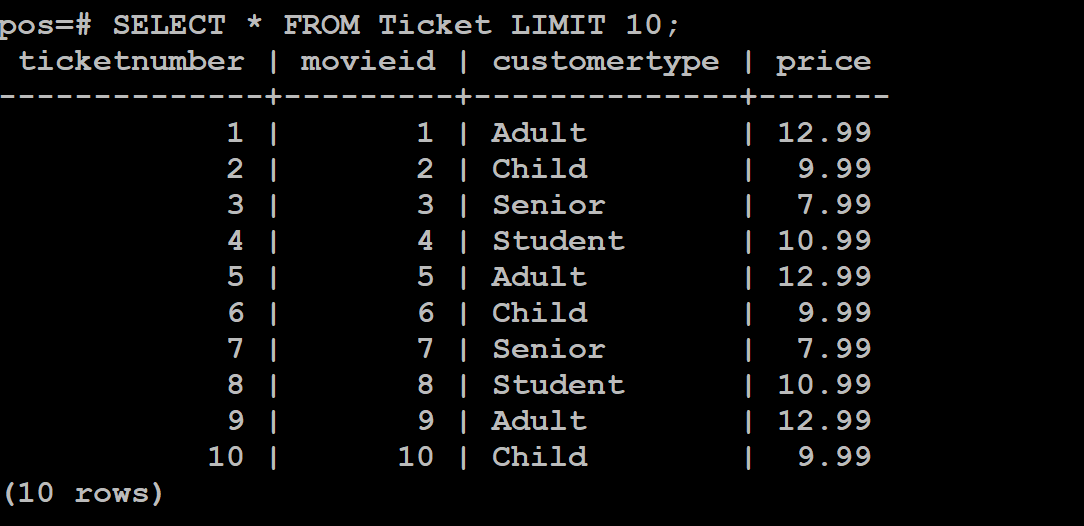 pos=# SELECT * FROM Ticket LIMIT 10;
 ticketnumber | movieid | customertype | price
--------------+---------+--------------+-------
            1 |       1 | Adult        | 12.99
            2 |       2 | Child        |  9.99
            3 |       3 | Senior       |  7.99
            4 |       4 | Student      | 10.99
            5 |       5 | Adult        | 12.99
            6 |       6 | Child        |  9.99
            7 |       7 | Senior       |  7.99
            8 |       8 | Student      | 10.99
            9 |       9 | Adult        | 12.99
           10 |      10 | Child        |  9.99
(10 rows)